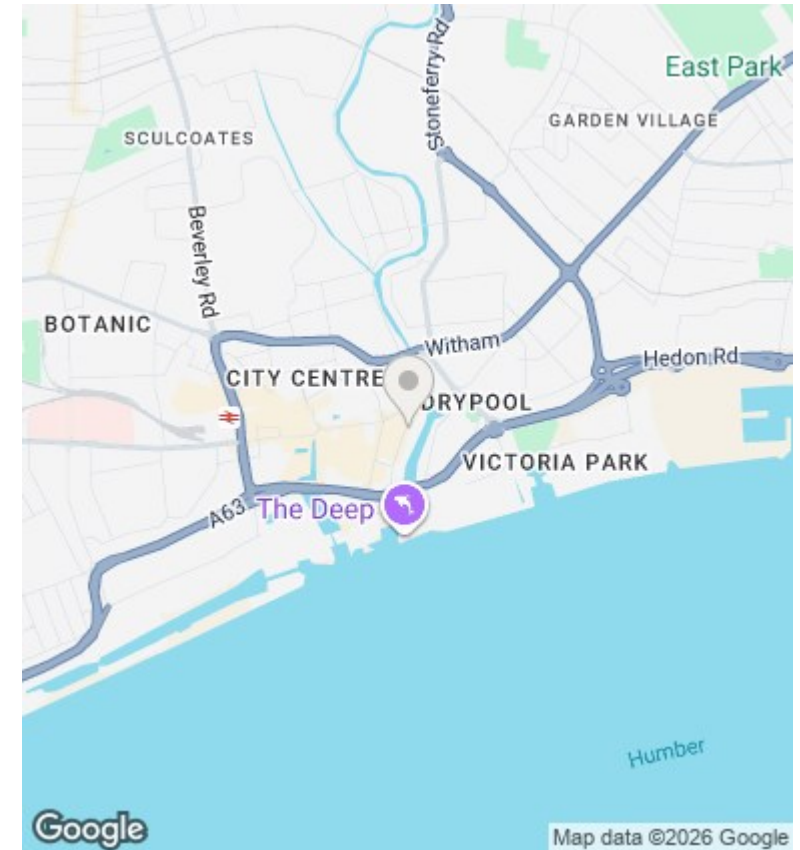 East Park
Stoneferry Rd
GARDEN VILLAGE
SCULCOATES
Beverley Rd
BOTANIC
Witham
Hedon Rd
CITY CENTRE
DRYPOOL
VICTORIA PARK
The Deep
A63
Humber
Google
Map data ©2026 Google